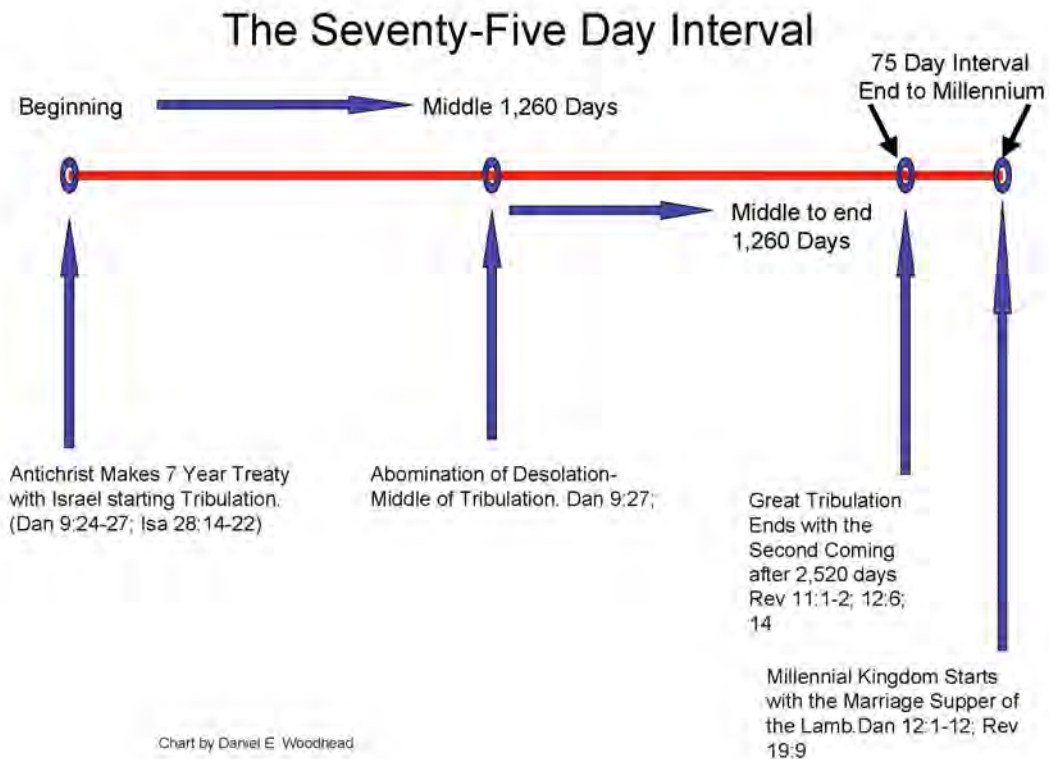 The Seventy-Five Day Interval
75 Day Interval
End to Millennium
Beginning
Middle 1,260 Days
Middle to end
1,260 Days
Antichrist Makes 7 Year Treaty
with Israel starting Tribulation.
(Dan 9:24-27; Isa 28:14-22)
Abomination of Desolation-
Middle of Tribulation. Dan 9:27;
Great Tribulation
Ends with the
Second Coming
after 2,520 days
Rev 11:1-2; 12:6;
14
Millennial Kingdom Starts
with the Marriage Supper of
the Lamb.Dan 12:1-12; Rev
19:9
Chart by Daniel E. Woodhead